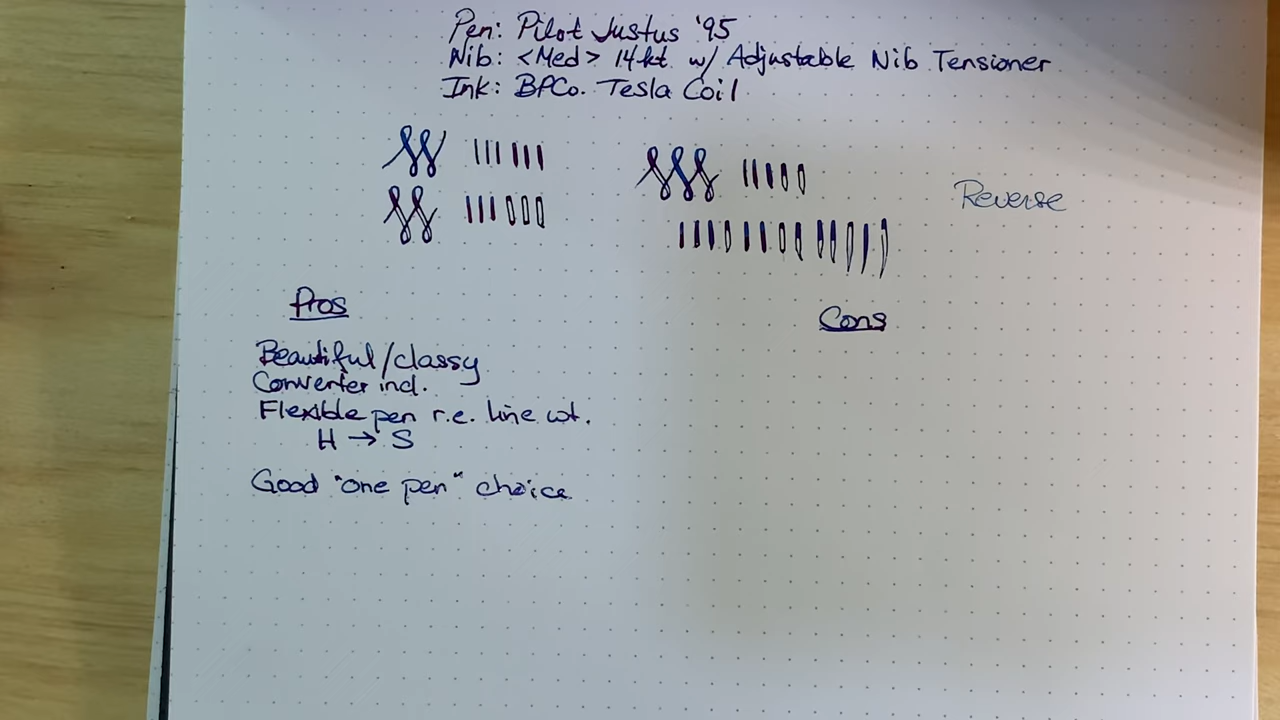 Pen: Pilot Justus '95
Nib: <Med> 14kt w/ Adjustable Nib Tensioner
Ink: BPCo. Tesla Coil
Reverse
Pros
Beautiful/classy
Converter incl.
Flexible pen r.e. line wt.
H → S
Good "one pen" choice
Cons